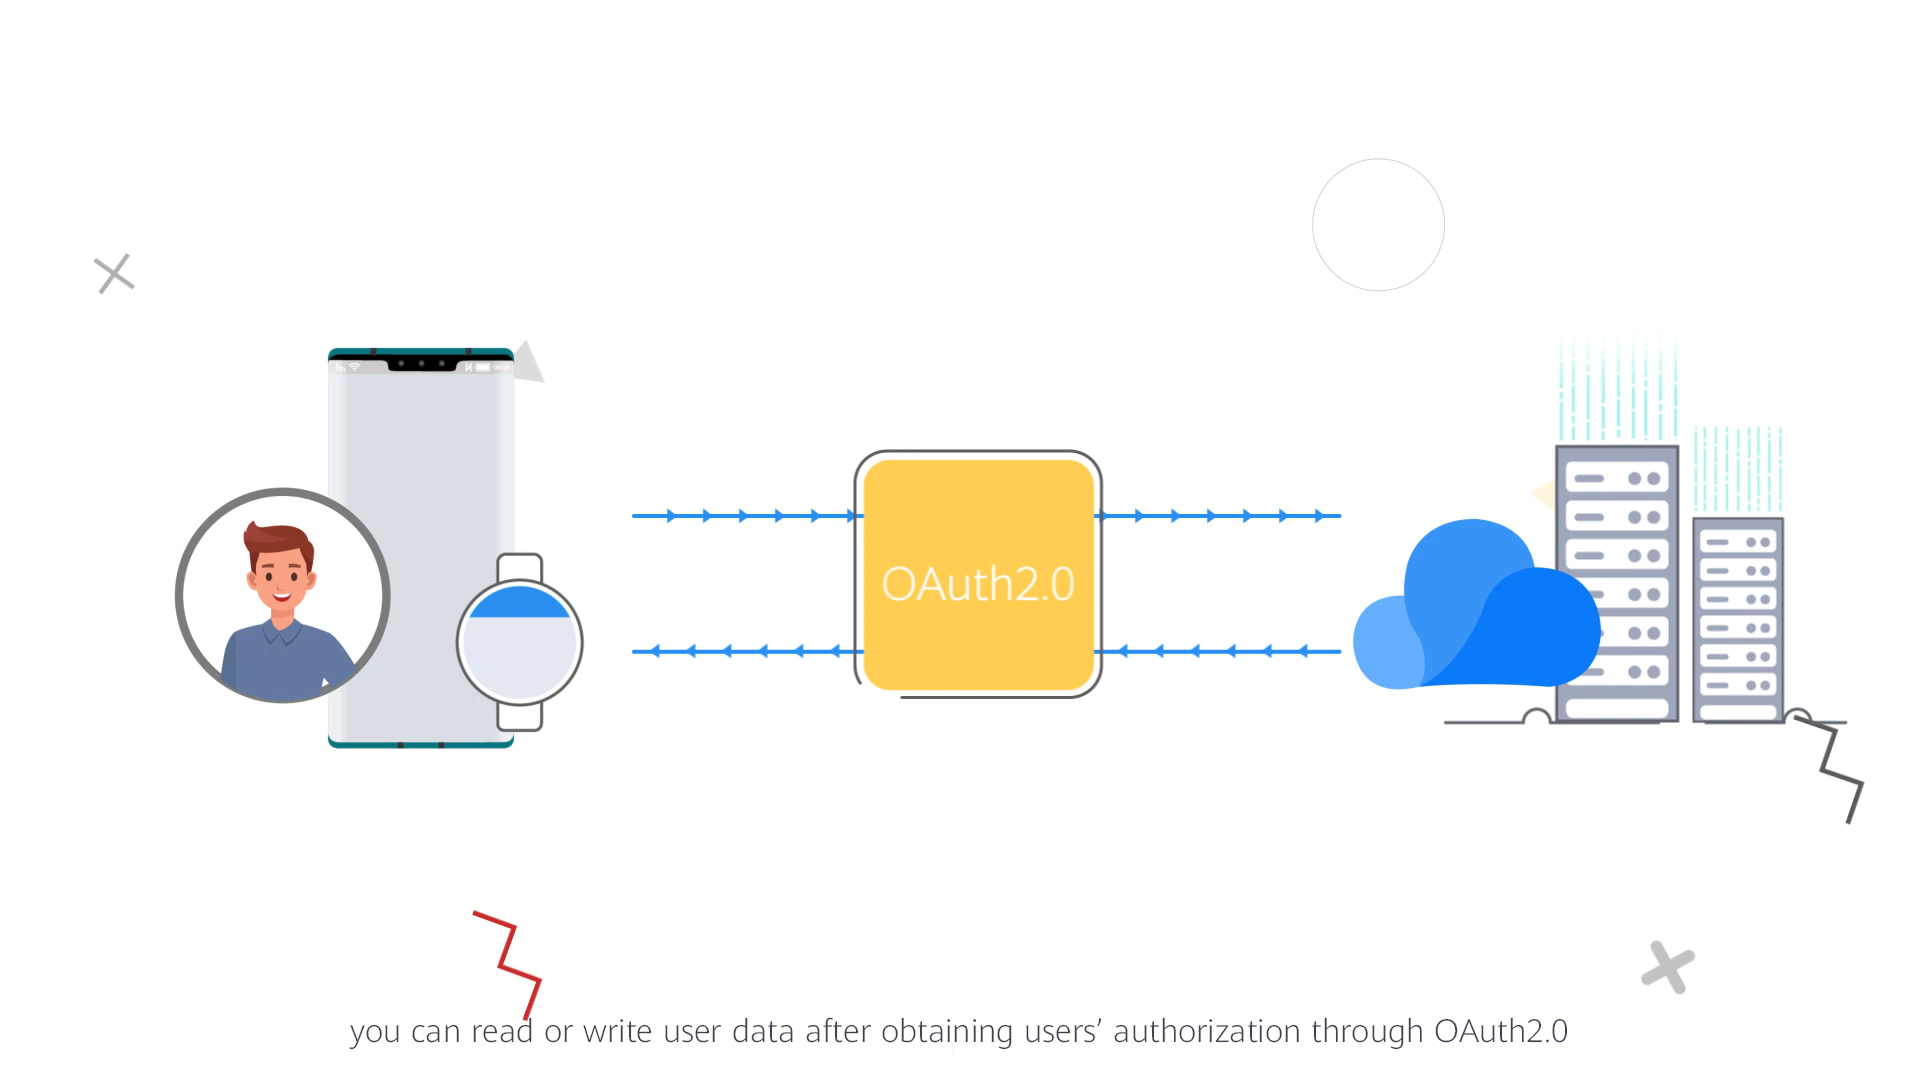 OAuth2.0
you can read or write user data after obtaining users’ authorization through OAuth2.0